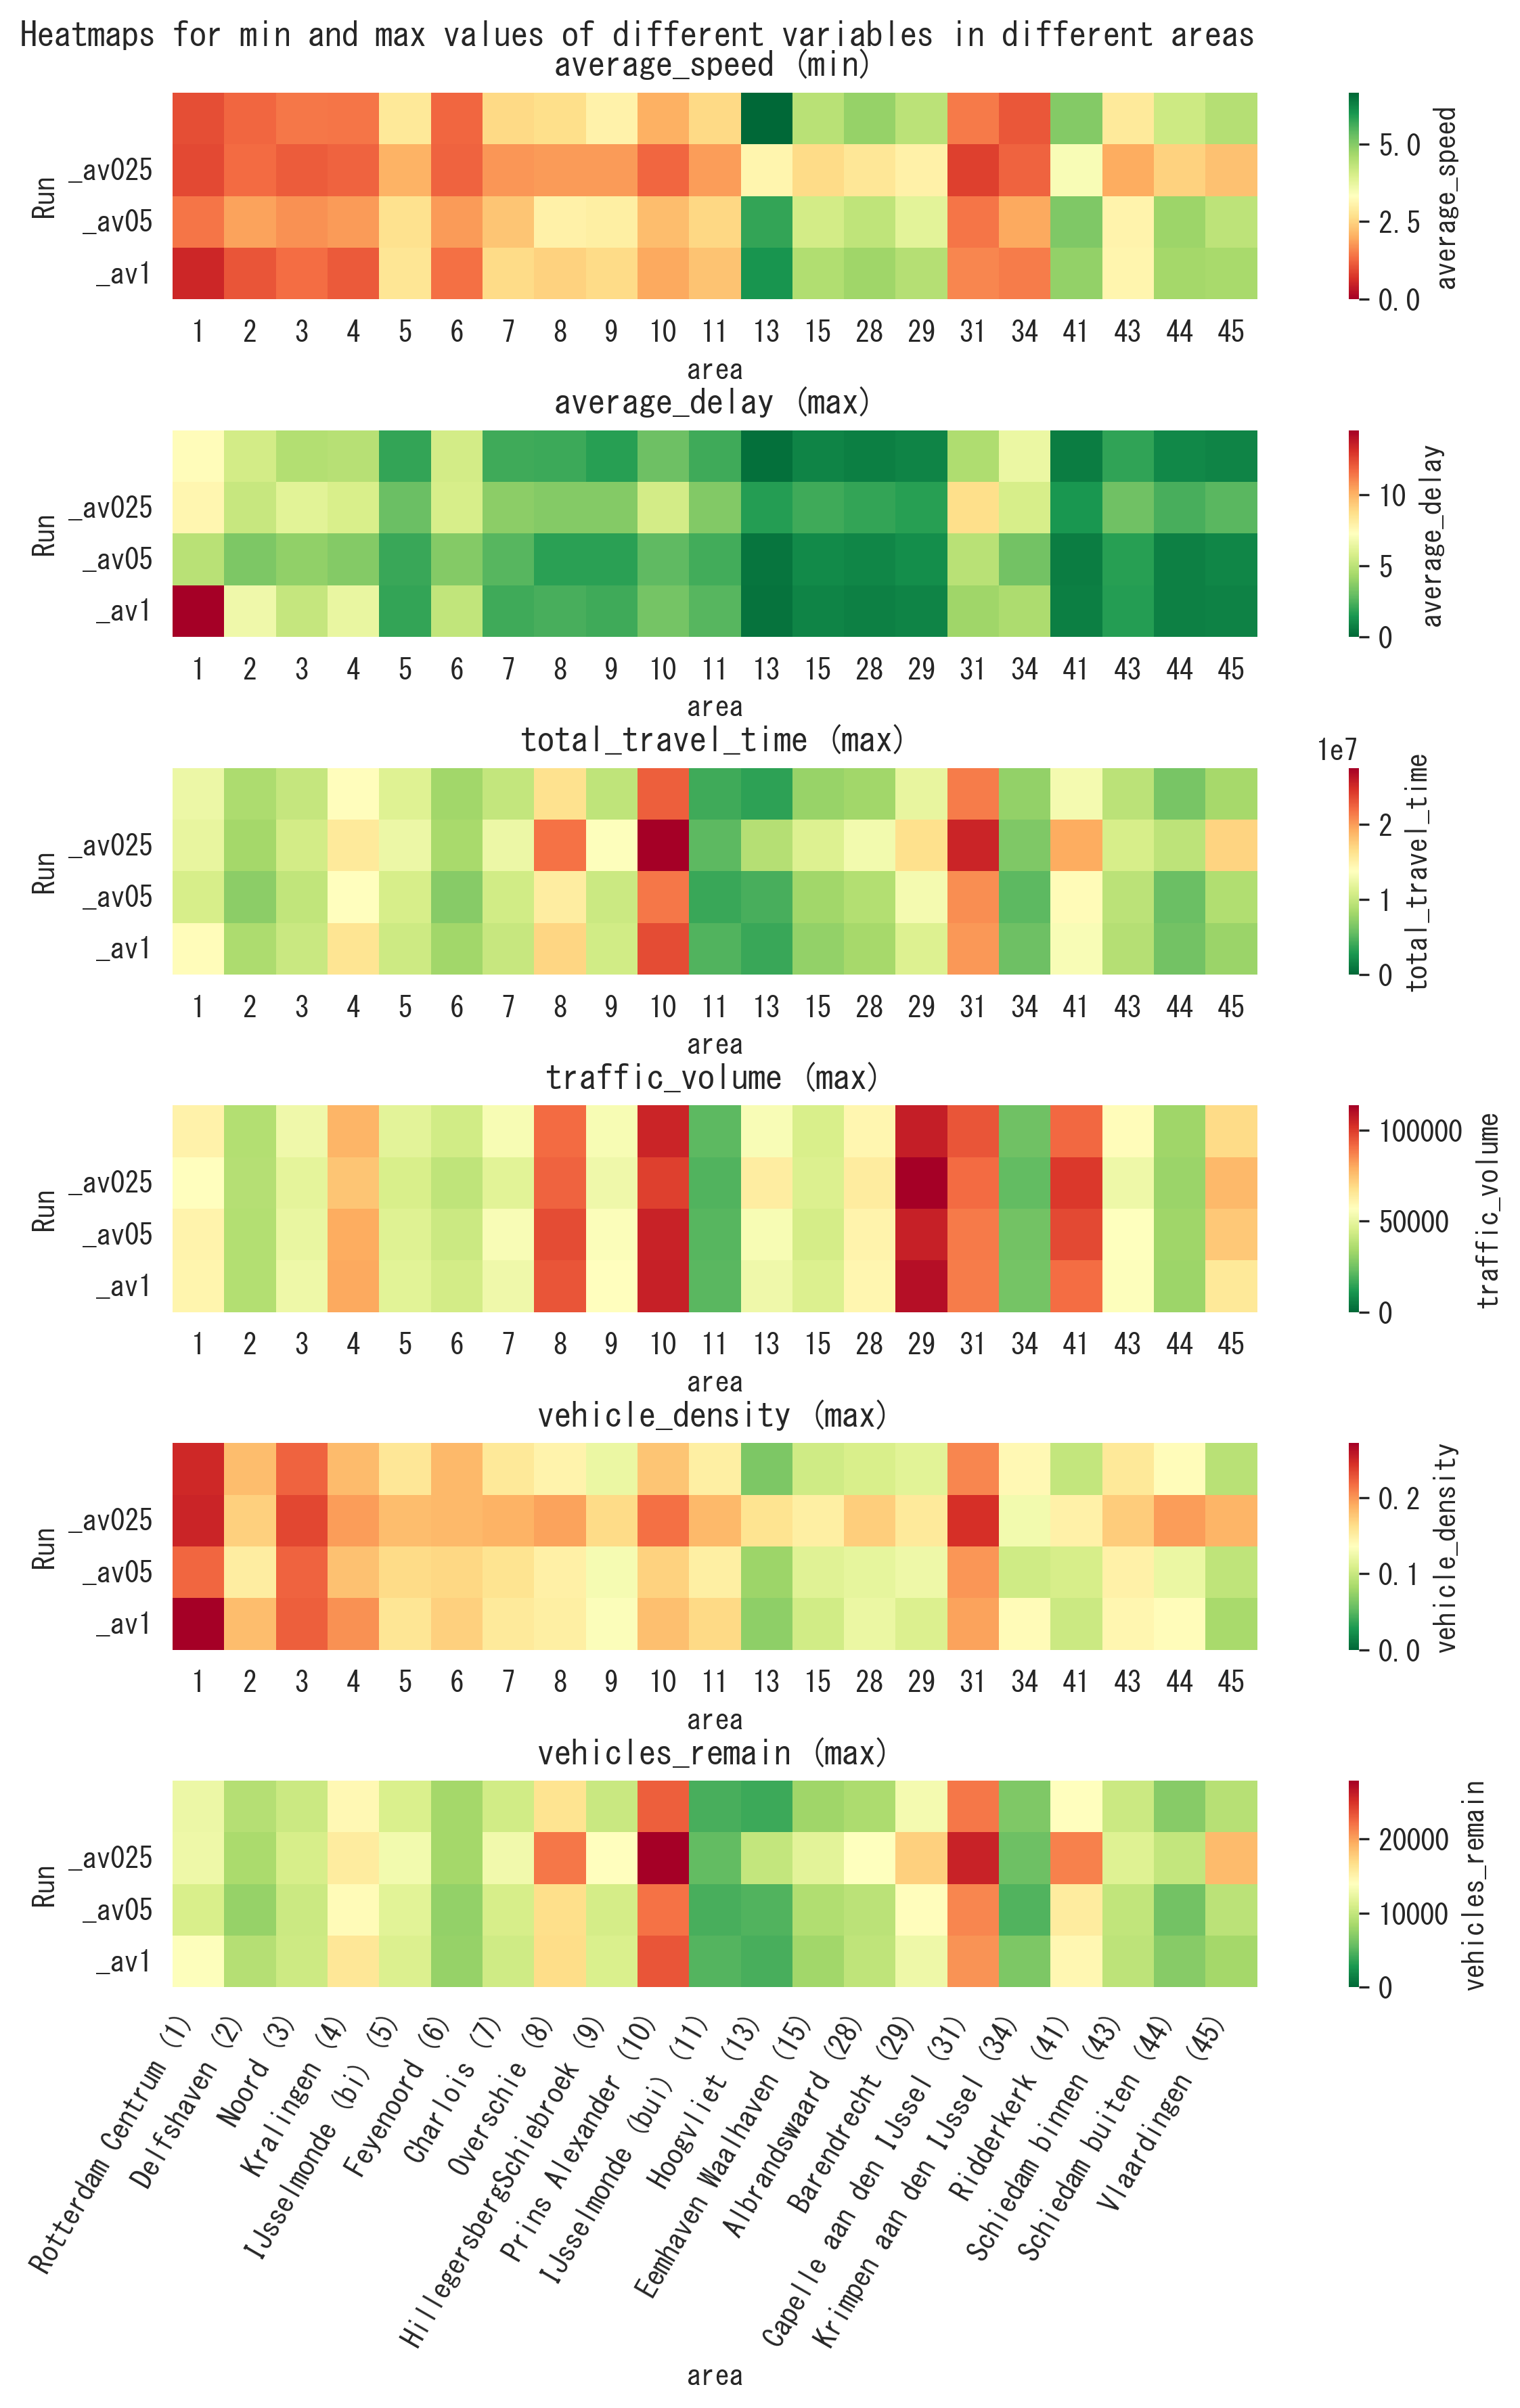 Heatmaps for min and max values of different variables in different areas
average_speed (min)
Run
_av025
_av05
_av1
1 2 3 4 5 6 7 8 9 10 11 13 15 28 29 31 34 41 43 44 45
area
5.0
2.5
0.0
average_speed
average_delay (max)
Run
_av025
_av05
_av1
1 2 3 4 5 6 7 8 9 10 11 13 15 28 29 31 34 41 43 44 45
area
10
5
0
average_delay
total_travel_time (max)
Run
_av025
_av05
_av1
1 2 3 4 5 6 7 8 9 10 11 13 15 28 29 31 34 41 43 44 45
area
1e7
2
1
0
total_travel_time
traffic_volume (max)
Run
_av025
_av05
_av1
1 2 3 4 5 6 7 8 9 10 11 13 15 28 29 31 34 41 43 44 45
area
100000
50000
0
traffic_volume
vehicle_density (max)
Run
_av025
_av05
_av1
1 2 3 4 5 6 7 8 9 10 11 13 15 28 29 31 34 41 43 44 45
area
0.2
0.1
0.0
vehicle_density
vehicles_remain (max)
Run
_av025
_av05
_av1
20000
10000
0
vehicles_remain
Rotterdam Centrum (1)
Delfshaven (2)
Noord (3)
Kralingen (4)
IJsselmonde (bi) (5)
Feyenoord (6)
Charlois (7)
Overschie (8)
HillegersbergSchiebroek (9)
Prins Alexander (10)
IJsselmonde (bui) (11)
Hoogvliet (13)
Eemhaven Waalhaven (15)
Albrandswaard (28)
Barendrecht (29)
Capelle aan den IJssel (31)
Krimpen aan den IJssel (34)
Ridderkerk (41)
Schiedam binnen (43)
Schiedam buiten (44)
Vlaardingen (45)
area